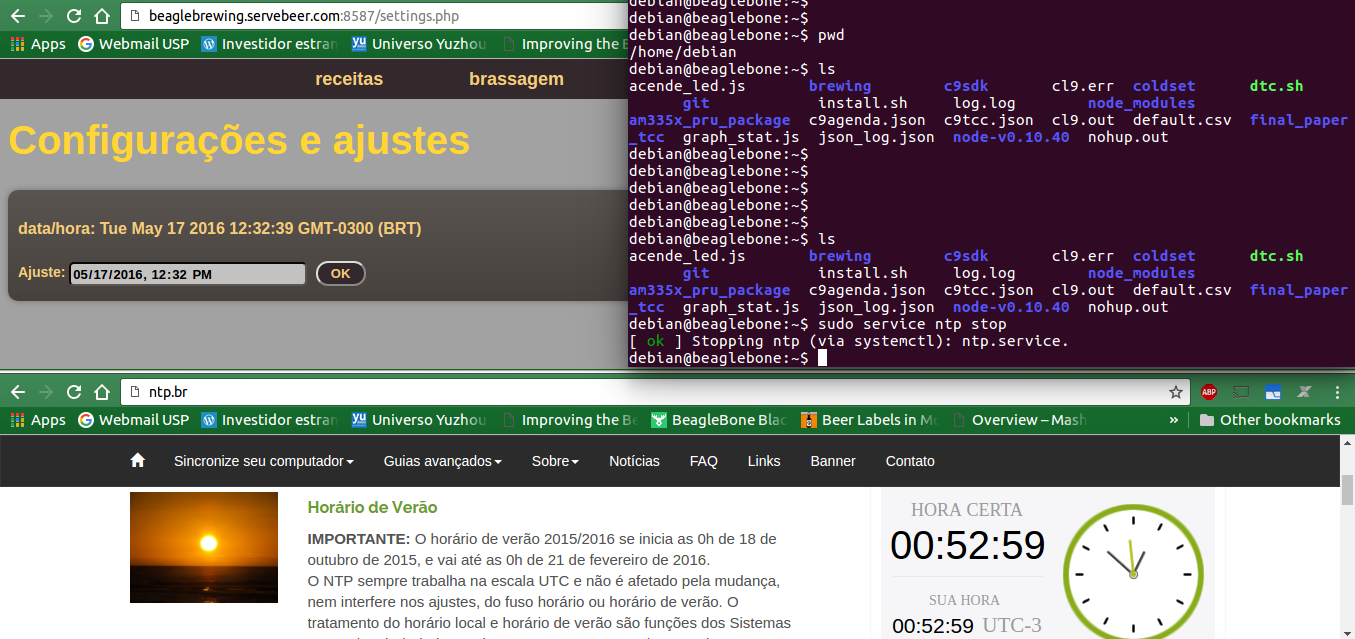 beaglebrewing.servebeer.com:8587/settings.php
Apps Webmail USP Investidor estran Universo Yuzhou Improving the B
receitas brassagem
Configurações e ajustes
data/hora: Tue May 17 2016 12:32:39 GMT-0300 (BRT)
Ajuste: 05/17/2016, 12:32 PM OK
debian@beaglebone:~$
debian@beaglebone:~$
debian@beaglebone:~$ pwd
/home/debian
debian@beaglebone:~$ ls
acende_led.js brewing c9sdk cl9.err coldset dtc.sh
git install.sh log.log node_modules
am335x_pru_package c9agenda.json c9tcc.json cl9.out default.csv final_paper
_tcc graph_stat.js json_log.json node-v0.10.40 nohup.out
debian@beaglebone:~$
debian@beaglebone:~$
debian@beaglebone:~$
debian@beaglebone:~$
debian@beaglebone:~$
debian@beaglebone:~$ ls
acende_led.js brewing c9sdk cl9.err coldset dtc.sh
git install.sh log.log node_modules
am335x_pru_package c9agenda.json c9tcc.json cl9.out default.csv final_paper
_tcc graph_stat.js json_log.json node-v0.10.40 nohup.out
debian@beaglebone:~$ sudo service ntp stop
[ ok ] Stopping ntp (via systemctl): ntp.service.
debian@beaglebone:~$
ntp.br ABP
Apps Webmail USP Investidor estran Universo Yuzhou Improving the Be BeagleBone Blac Beer Labels in Mo Overview – Mash » Other bookmarks
Sincronize seu computador Guias avançados Sobre Notícias FAQ Links Banner Contato
Horário de Verão
IMPORTANTE: O horário de verão 2015/2016 se inicia as 0h de 18 de
outubro de 2015, e vai até as 0h de 21 de fevereiro de 2016.
O NTP sempre trabalha na escala UTC e não é afetado pela mudança,
nem interfere nos ajustes, do fuso horário ou horário de verão. O
tratamento do horário local e horário de verão são funções dos Sistemas
HORA CERTA
00:52:59
SUA HORA
00:52:59 UTC-3